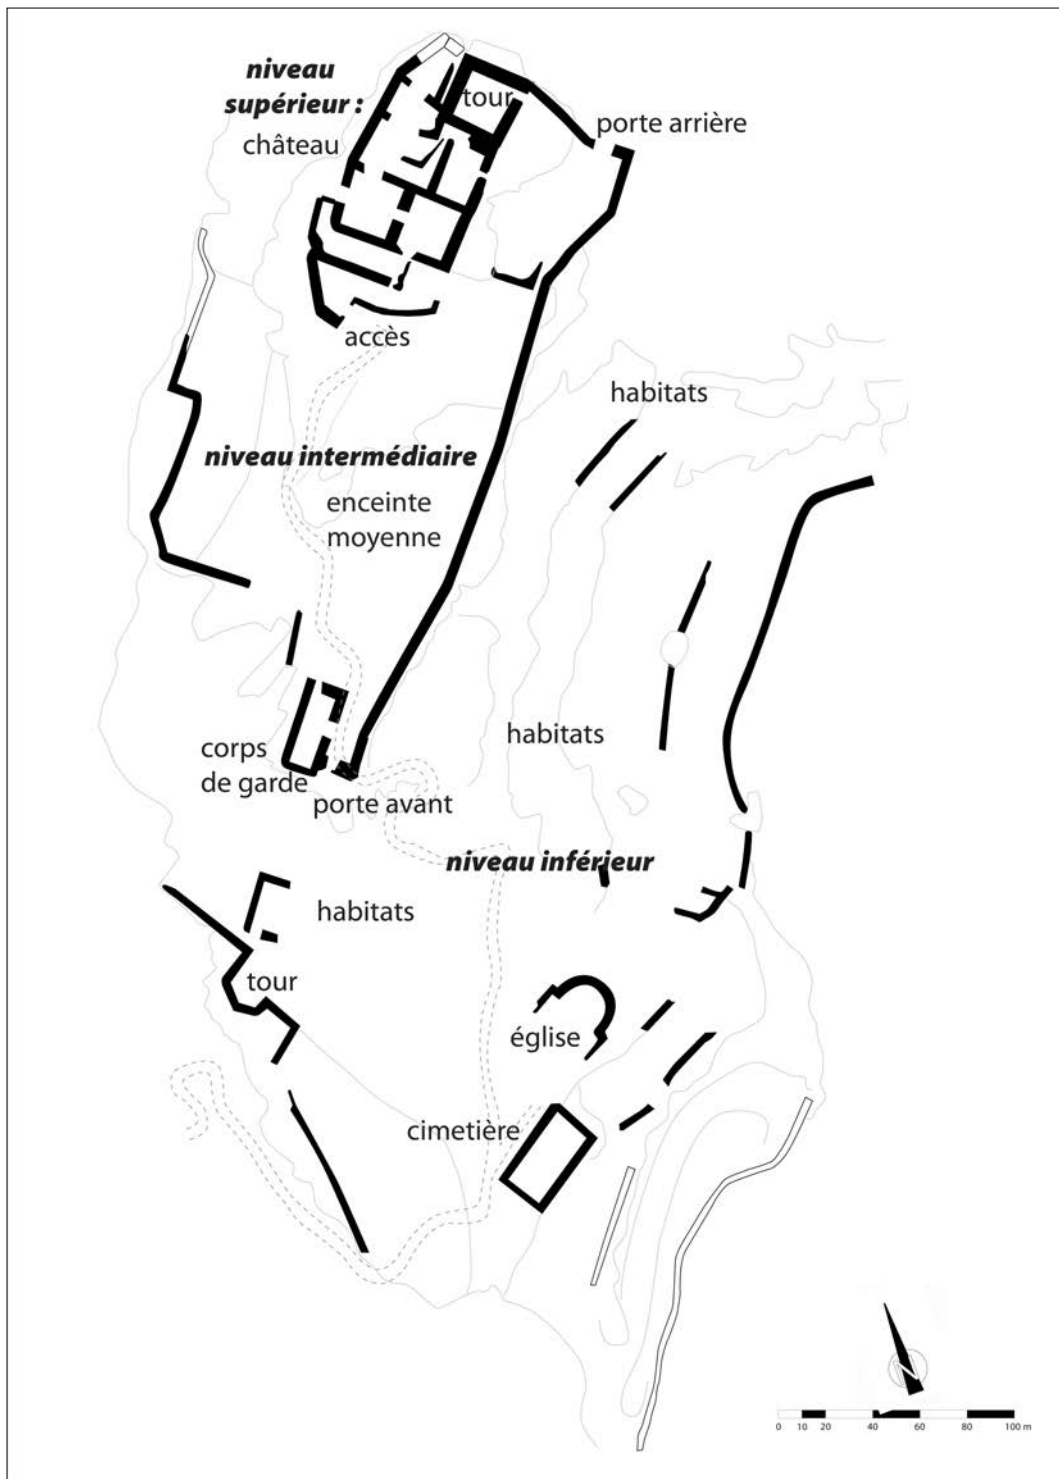 niveau
supérieur :
château
tour
porte arrière
accès
habitats
niveau intermédiaire
enceinte
moyenne
habitats
corps
de garde
porte avant
niveau inférieur
habitats
tour
église
cimetière
N
0 10 20 40 60 80 100 m